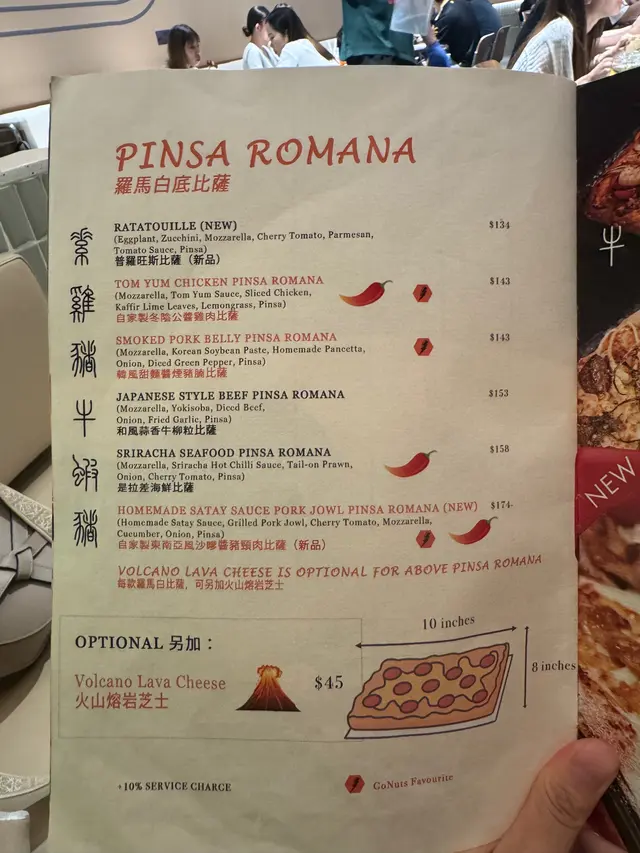 PINSA ROMANA
羅馬白底比薩
RATATOUILLE (NEW) $134
(Eggplant, Zucchini, Mozzarella, Cherry Tomato, Parmesan,
Tomato Sauce, Pinsa)
菜 普羅旺斯比薩（新品）
TOM YUM CHICKEN PINSA ROMANA $143
(Mozzarella, Tom Yum Sauce, Sliced Chicken,
雞 Kaffir Lime Leaves, Lemongrass, Pinsa)
自家製冬陰公醬雞肉比薩
SMOKED PORK BELLY PINSA ROMANA $143
豬 (Mozzarella, Korean Soybean Paste, Homemade Pancetta,
Onion, Diced Green Pepper, Pinsa)
韓風甜麵醬煙豬腩比薩
JAPANESE STYLE BEEF PINSA ROMANA $153
牛 (Mozzarella, Yakisoba, Diced Beef,
Onion, Fried Garlic, Pinsa)
和風蒜香牛柳粒比薩
SRIRACHA SEAFOOD PINSA ROMANA $158
蝦 (Mozzarella, Sriracha Hot Chilli Sauce, Tail-on Prawn,
Onion, Cherry Tomato, Pinsa)
是拉差海鮮比薩
HOMEMADE SATAY SAUCE PORK JOWL PINSA ROMANA (NEW) $174
豬 (Homemade Satay Sauce, Grilled Pork Jowl, Cherry Tomato, Mozzarella,
Cucumber, Onion, Pinsa)
自家製東南亞風沙嗲醬豬頸肉比薩（新品）
VOLCANO LAVA CHEESE IS OPTIONAL FOR ABOVE PINSA ROMANA
每款羅馬白比薩，可另加火山熔岩芝士
OPTIONAL 另加：
Volcano Lava Cheese $45
火山熔岩芝士
10 inches
8 inches
+10% SERVICE CHARGE
GoNuts Favourite
牛
NEW